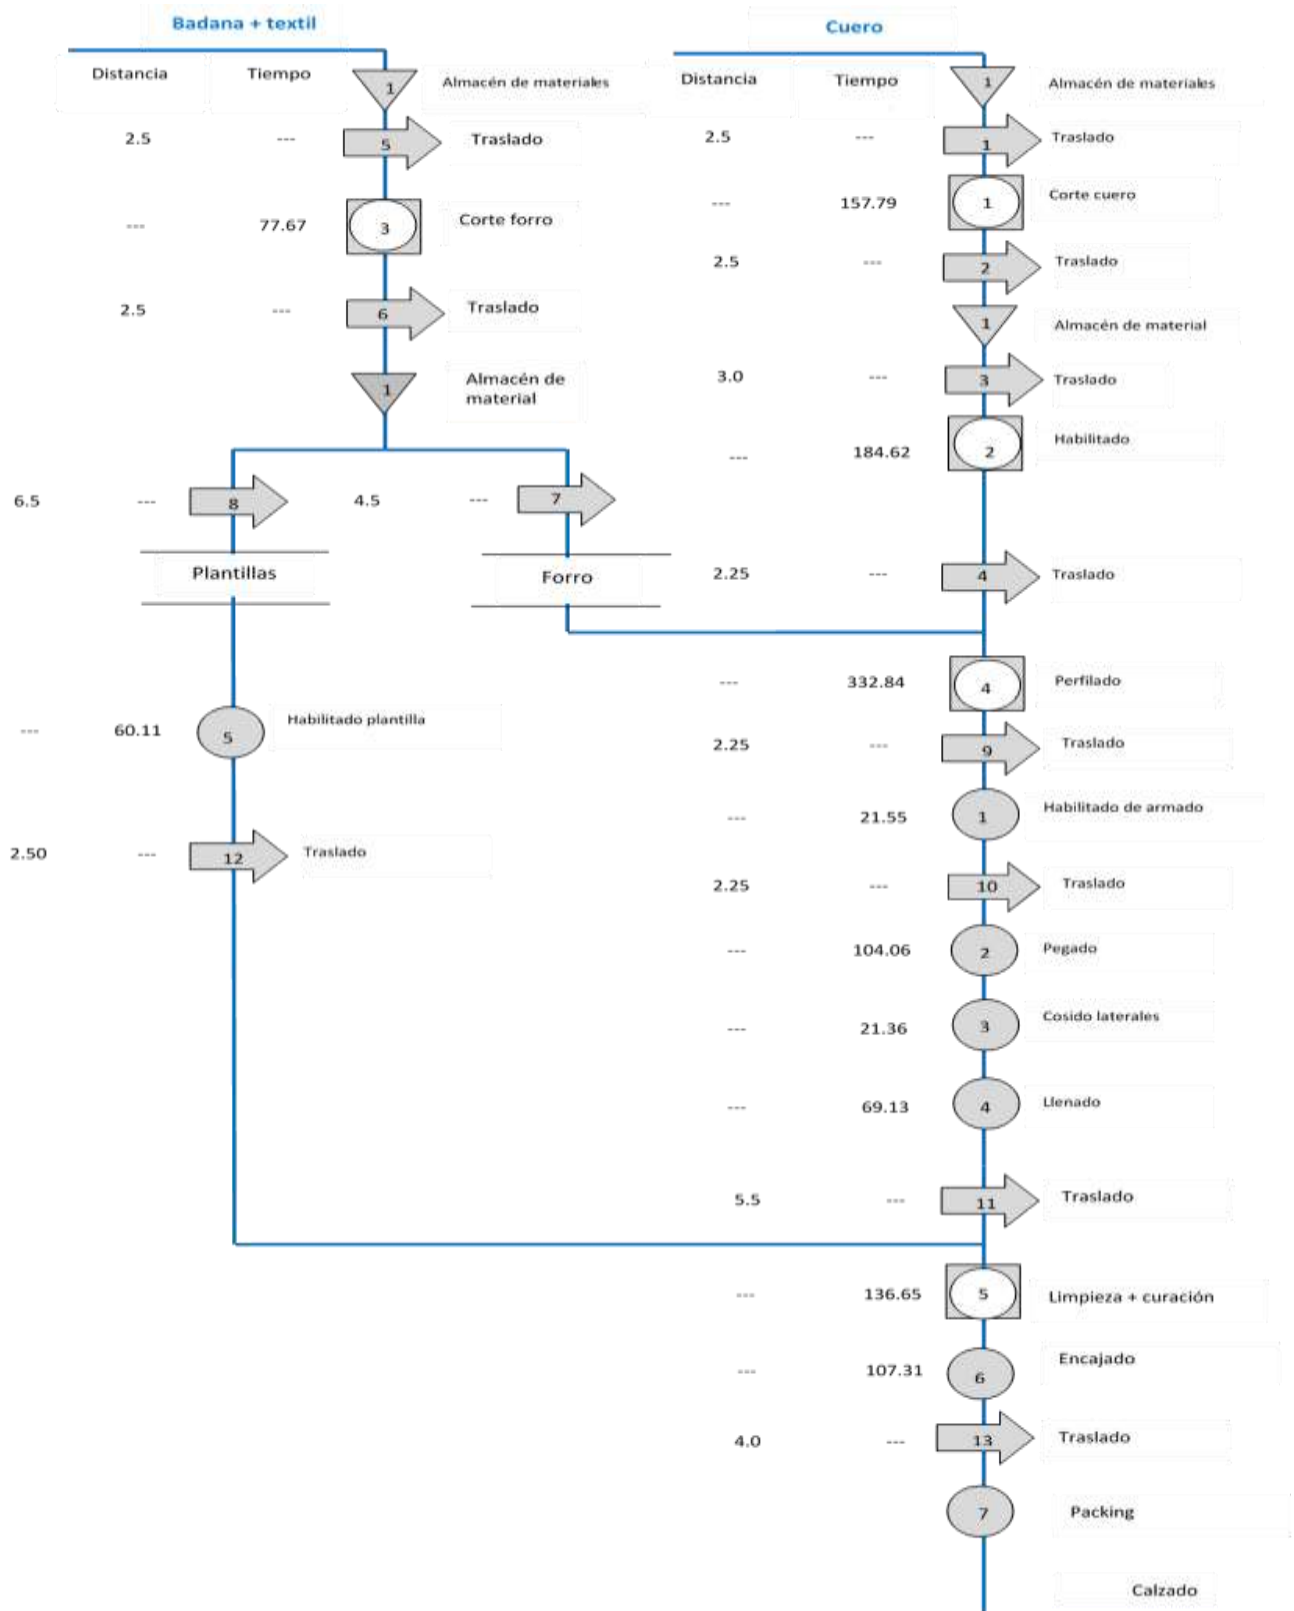 Badana + textil
Cuero
Distancia Tiempo 1 Almacén de materiales Distancia Tiempo 1 Almacén de materiales
2.5 --- 5 Traslado 2.5 --- 1 Traslado
--- 77.67 3 Corte forro --- 157.79 1 Corte cuero
2.5 --- 2 Traslado
2.5 --- 6 Traslado 1 Almacén de material
1 Almacén de
material
3.0 --- 3 Traslado
--- 184.62 2 Habilitado
6.5 --- 8 4.5 --- 7
Plantillas Forro 2.25 --- 4 Traslado
--- 332.84 4 Perfilado
--- 60.11 5 Habilitado plantilla
2.25 --- 9 Traslado
--- 21.55 1 Habilitado de armado
2.50 --- 12 Traslado
2.25 --- 10 Traslado
--- 104.06 2 Pegado
--- 21.36 3 Cosido laterales
--- 69.13 4 Llenado
5.5 --- 11 Traslado
--- 136.65 5 Limpieza + curación
--- 107.31 6 Encajado
4.0 --- 13 Traslado
7 Packing
Calzado